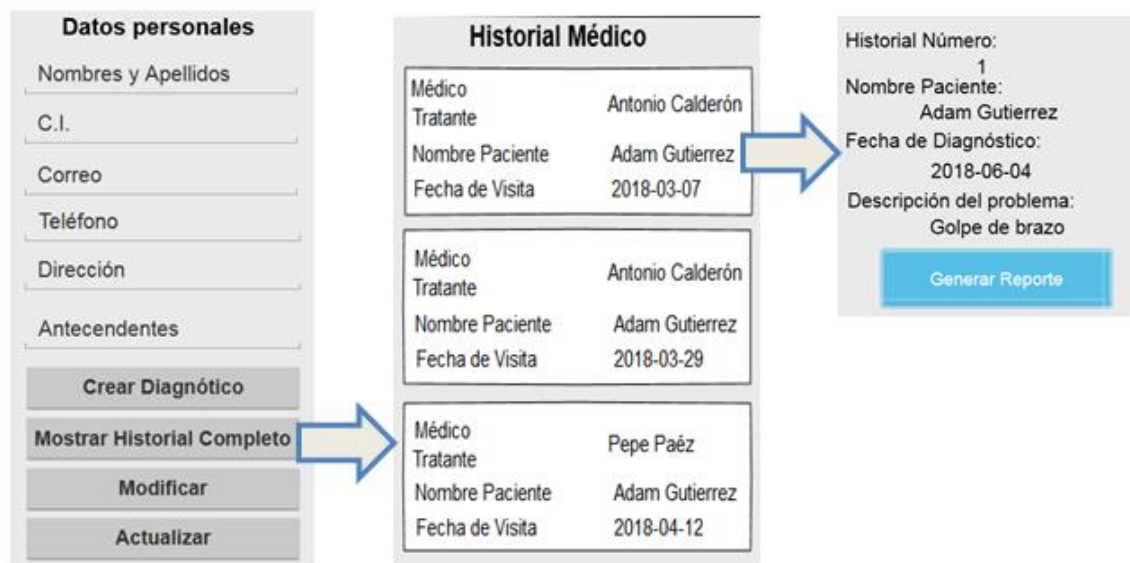 Datos personales
Nombres y Apellidos
C.I.
Correo
Teléfono
Dirección
Antecendentes
Crear Diagnótico
Mostrar Historial Completo
Modificar
Actualizar
Historial Médico
Médico
Tratante
Antonio Calderón
Nombre Paciente Adam Gutierrez
Fecha de Visita 2018-03-07
Médico
Tratante
Antonio Calderón
Nombre Paciente Adam Gutierrez
Fecha de Visita 2018-03-29
Médico
Tratante
Pepe Paéz
Nombre Paciente Adam Gutierrez
Fecha de Visita 2018-04-12
Historial Número:
1
Nombre Paciente:
Adam Gutierrez
Fecha de Diagnóstico:
2018-06-04
Descripción del problema:
Golpe de brazo
Generar Reporte